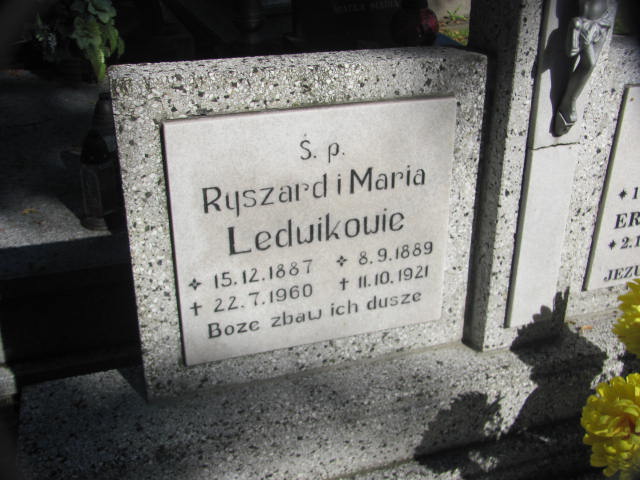 Ś. p.
Ryszard i Maria
Ledwikowie
15.12.1887 8.9.1889
22.7.1960 11.10.1921
Boze zbaw ich dusze
MATKA